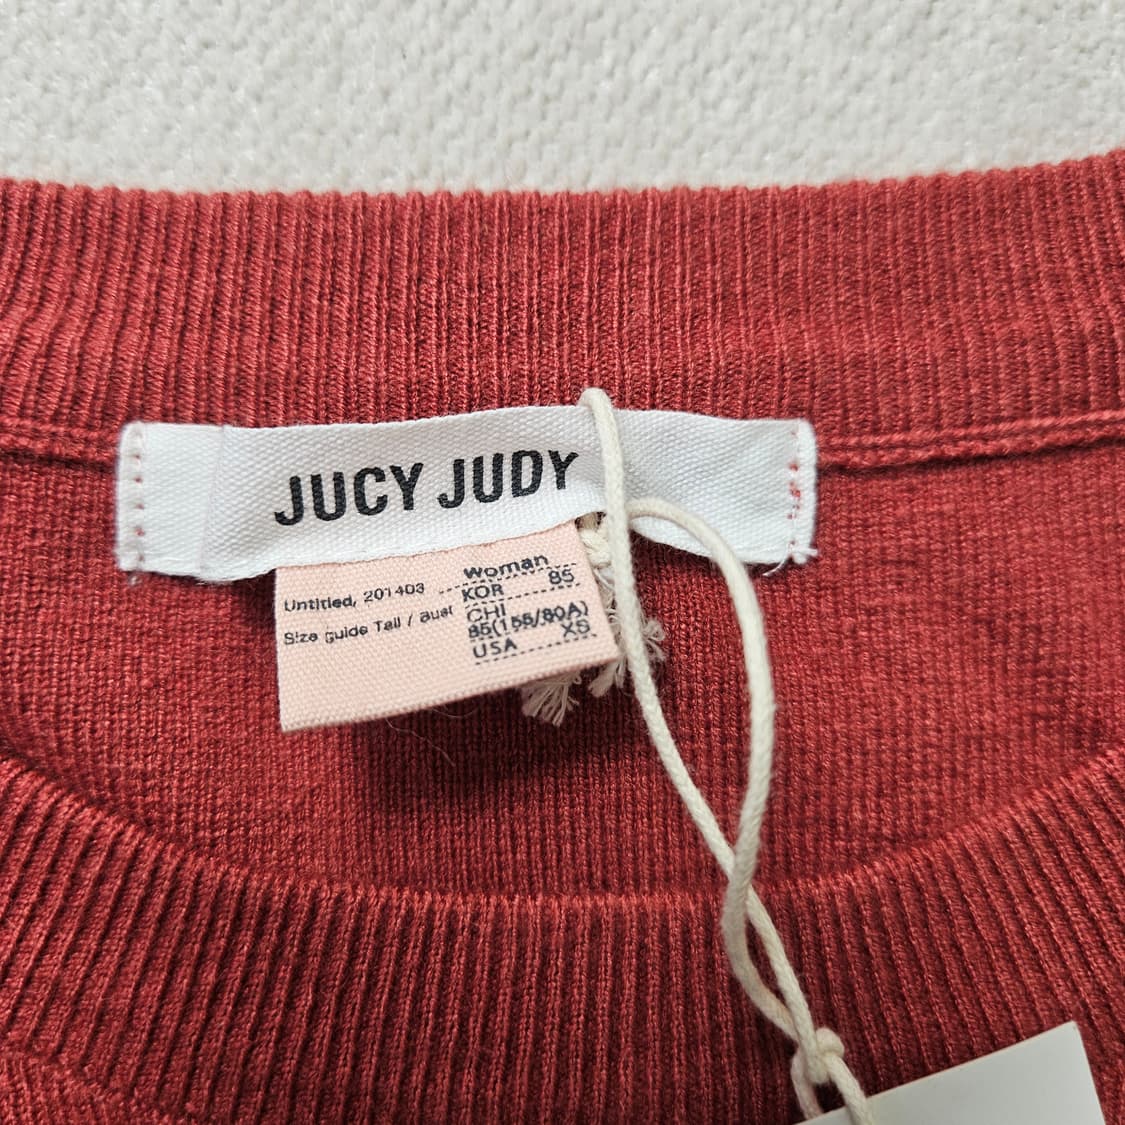 JUCY JUDY
Untitled, 201403
Size guide Tall / Bust
Woman
KOR 85
CHI
85(155/.80A)
USA XS